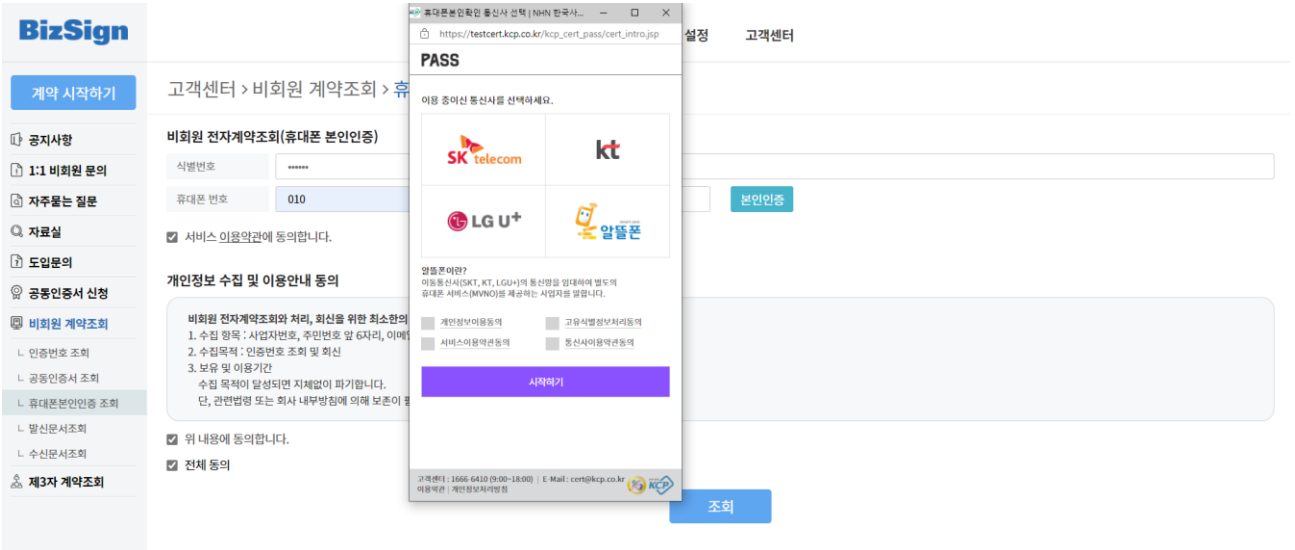 BizSign
계약 시작하기
공지사항
1:1 비회원 문의
자주묻는 질문
자료실
도입문의
공동인증서 신청
비회원 계약조회
ㄴ 인증번호 조회
ㄴ 공동인증서 조회
ㄴ 휴대폰본인인증 조회
ㄴ 발신문서조회
ㄴ 수신문서조회
제3자 계약조회
설정 고객센터
고객센터 > 비회원 계약조회 > 휴
비회원 전자계약조회(휴대폰 본인인증)
식별번호 ••••••
휴대폰 번호 010 본인인증
서비스 이용약관에 동의합니다.
개인정보 수집 및 이용안내 동의
비회원 전자계약조회와 처리, 회신을 위한 최소한의
1. 수집 항목 : 사업자번호, 주민번호 앞 6자리, 이메일
2. 수집목적 : 인증번호 조회 및 회신
3. 보유 및 이용기간
수집 목적이 달성되면 지체없이 파기합니다.
단, 관련법령 또는 회사 내부방침에 의해 보존이 필
위 내용에 동의합니다.
전체 동의
조회
휴대폰본인확인 통신사 선택 | NHN 한국사...
https://testcert.kcp.co.kr/kcp_cert_pass/cert_intro.jsp
PASS
이용 중이신 통신사를 선택하세요.
SK telecom
kt
LG U+
알뜰폰
알뜰폰이란?
이동통신사(SKT, KT, LGU+)의 통신망을 임대하여 별도의
휴대폰 서비스(MVNO)를 제공하는 사업자를 말합니다.
개인정보이용동의 고유식별정보처리동의
서비스이용약관동의 통신사이용약관동의
시작하기
고객센터 : 1666-6410 (9:00~18:00) | E-Mail : cert@kcp.co.kr
이용약관 | 개인정보처리방침
KCP